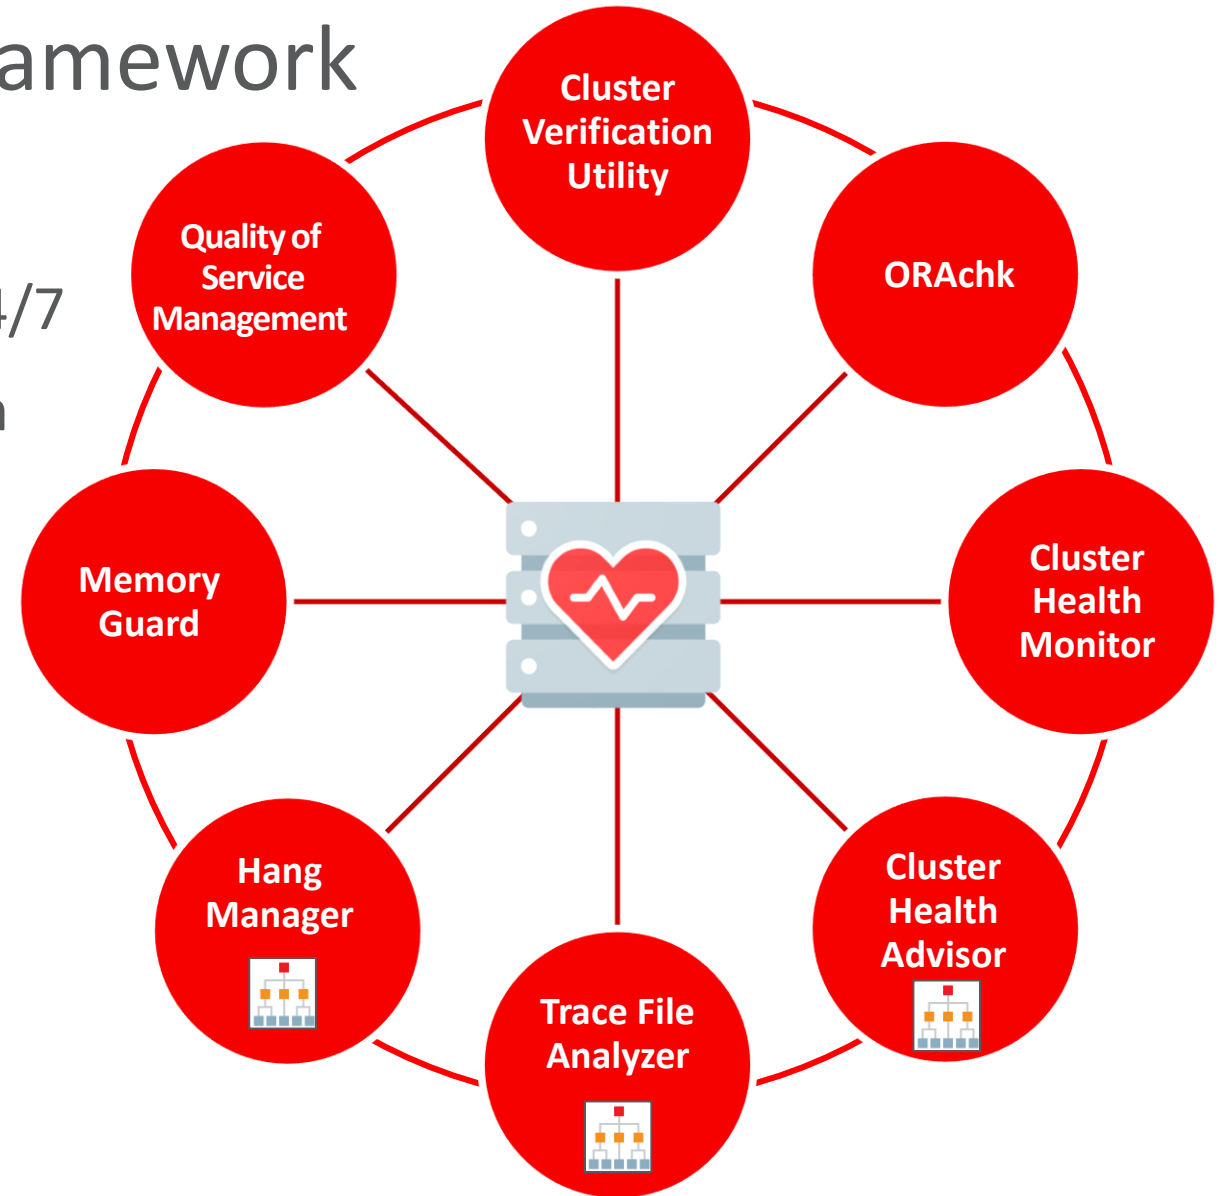 amework
4/7
Cluster
Verification
Utility
ORAchk
Cluster
Health
Monitor
Cluster
Health
Advisor
Trace File
Analyzer
Hang
Manager
Memory
Guard
Quality of
Service
Management